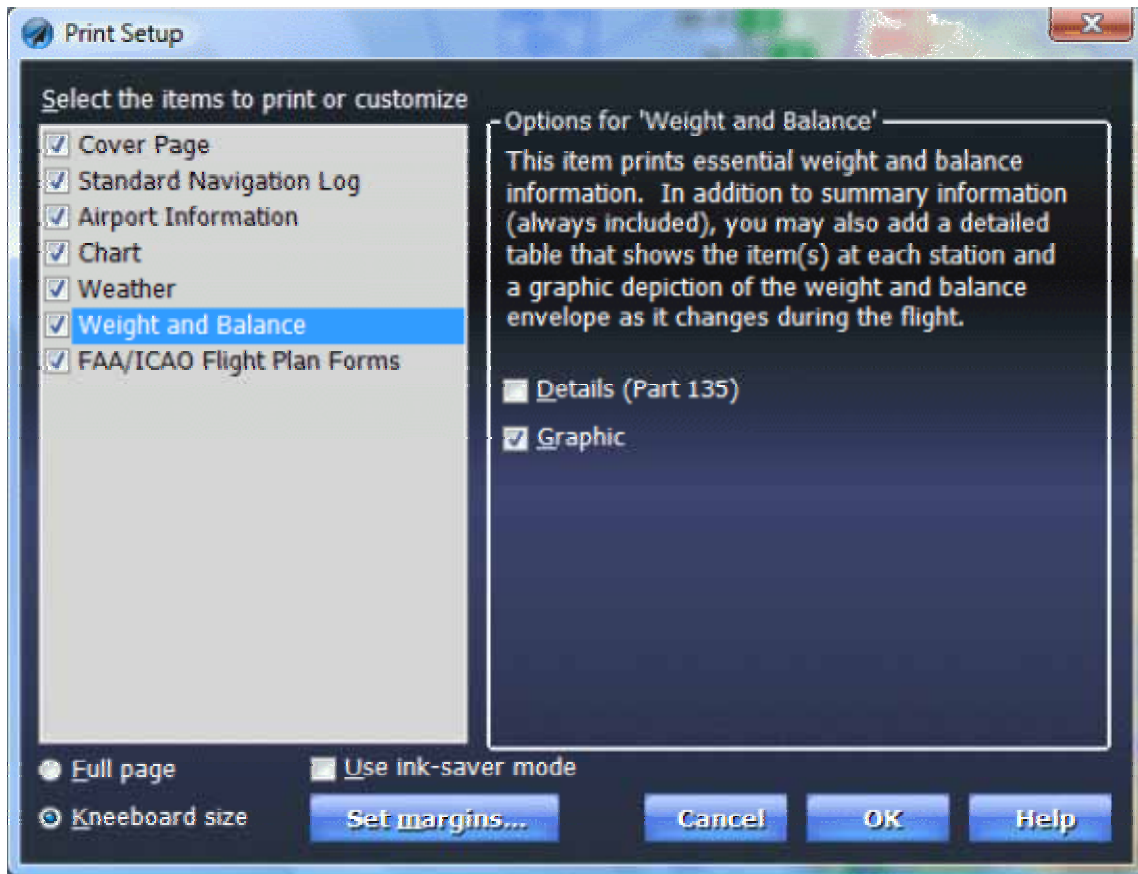 Print Setup
Select the items to print or customize
Cover Page
Standard Navigation Log
Airport Information
Chart
Weather
Weight and Balance
FAA/ICAO Flight Plan Forms
Options for 'Weight and Balance'
This item prints essential weight and balance
information.  In addition to summary information
(always included), you may also add a detailed
table that shows the item(s) at each station and
a graphic depiction of the weight and balance
envelope as it changes during the flight.
Details (Part 135)
Graphic
Full page
Use ink-saver mode
Kneeboard size
Set margins...
Cancel
OK
Help